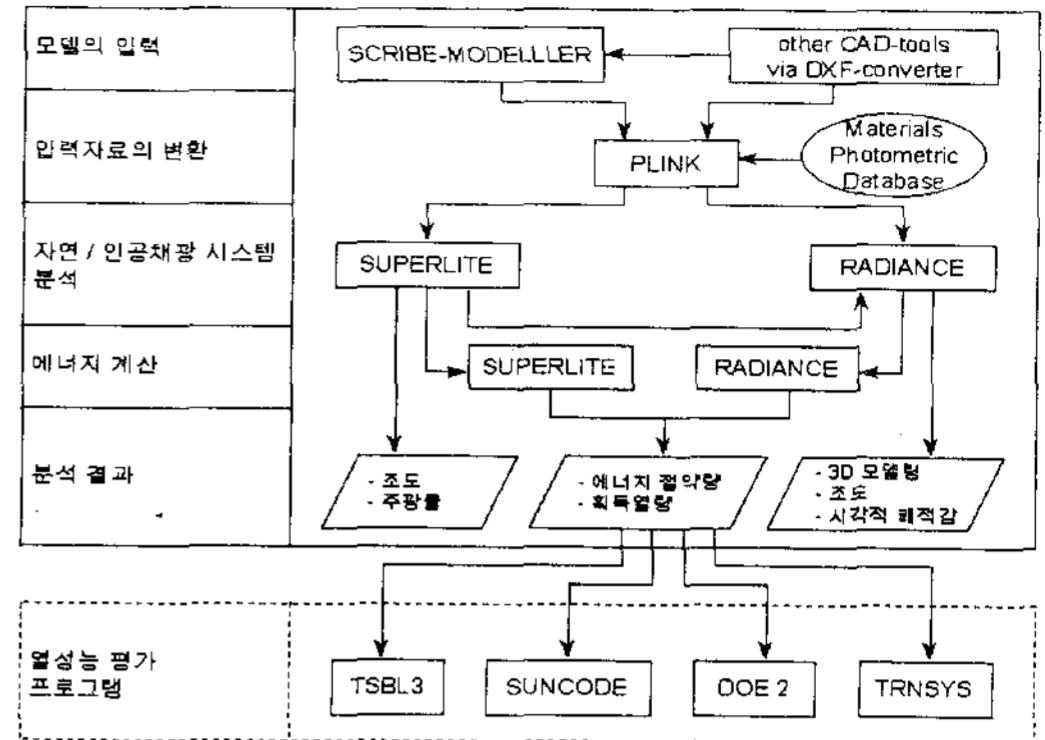 모델의 입력
SCRIBE-MODELLLER
other CAD-tools
via DXF-converter
입력자료의 변환
PLINK
Materials
Photometric
Database
자연 / 인공채광 시스템
분석
SUPERLITE
RADIANCE
에너지 계산
SUPERLITE
RADIANCE
분석 결과
- 조도
- 주광률
- 에너지 절약량
- 획득열량
- 3D 모델링
- 조도
- 시각적 쾌적감
열성능 평가
프로그램
TSBL3
SUNCODE
DOE 2
TRNSYS